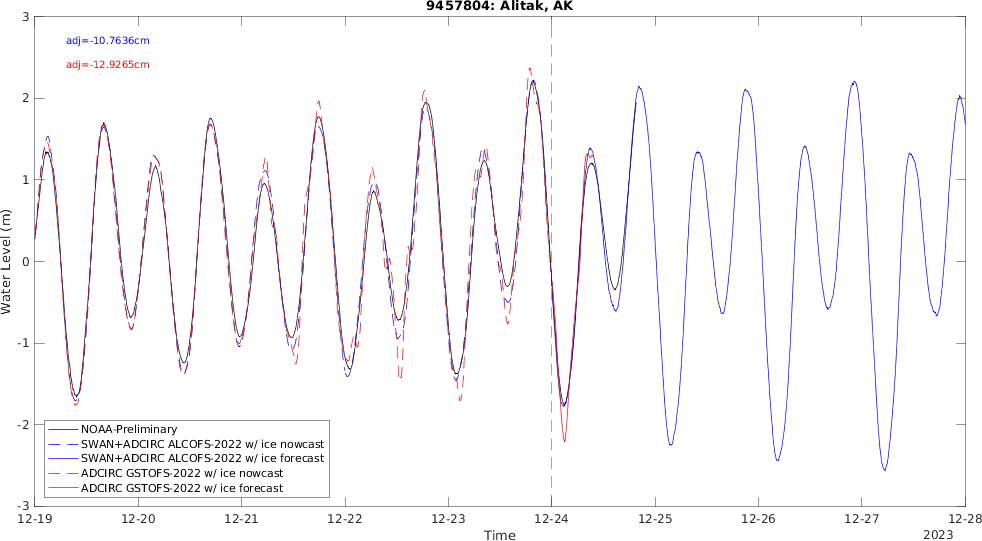 9457804: Alitak, AK
3
2
1
0
-1
-2
-3
Water Level (m)
adj=-10.7636cm
adj=-12.9265cm
NOAA-Preliminary
SWAN+ADCIRC ALCOFS-2022 w/ ice nowcast
SWAN+ADCIRC ALCOFS-2022 w/ ice forecast
ADCIRC GSTOFS-2022 w/ ice nowcast
ADCIRC GSTOFS-2022 w/ ice forecast
12-19 12-20 12-21 12-22 12-23 12-24 12-25 12-26 12-27 12-28
Time
2023